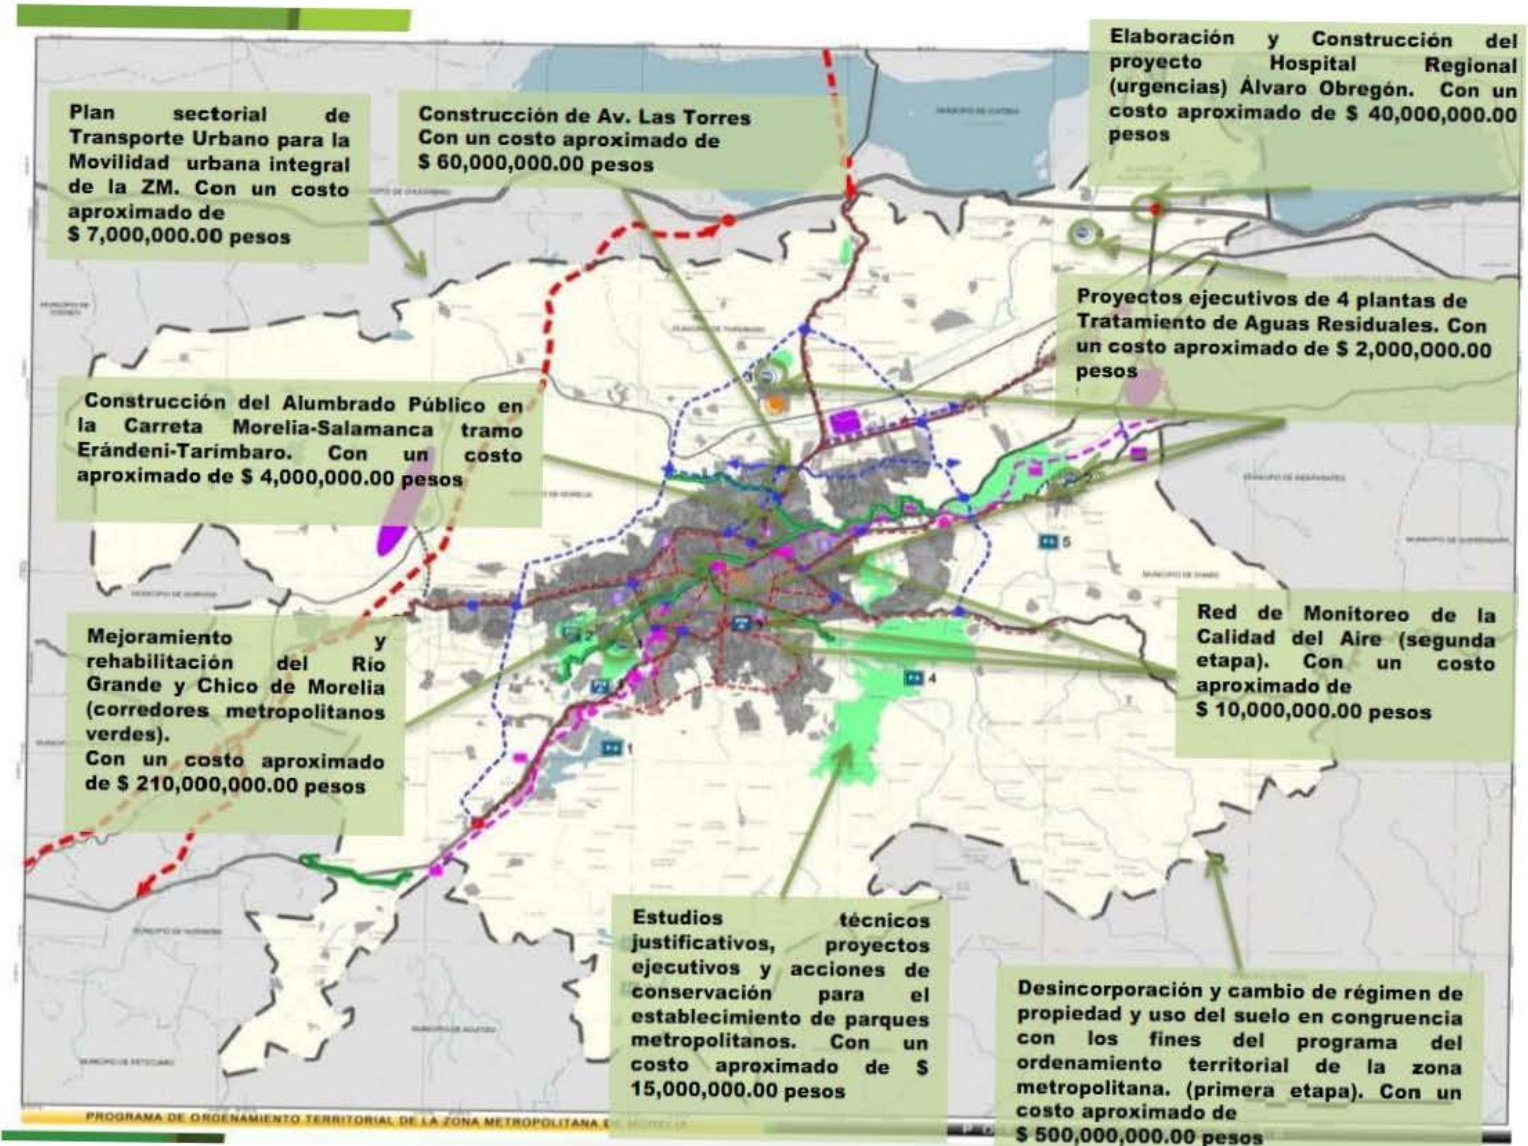 Elaboración y Construcción del
proyecto Hospital Regional
(urgencias) Álvaro Obregón. Con un
costo aproximado de $ 40,000,000.00
pesos
Plan sectorial de
Transporte Urbano para la
Movilidad urbana integral
de la ZM. Con un costo
aproximado de
$ 7,000,000.00 pesos
Construcción de Av. Las Torres
Con un costo aproximado de
$ 60,000,000.00 pesos
Proyectos ejecutivos de 4 plantas de
Tratamiento de Aguas Residuales. Con
un costo aproximado de $ 2,000,000.00
pesos
Construcción del Alumbrado Público en
la Carreta Morelia-Salamanca tramo
Erándeni-Tarímbaro. Con un costo
aproximado de $ 4,000,000.00 pesos
Red de Monitoreo de la
Calidad del Aire (segunda
etapa). Con un costo
aproximado de
$ 10,000,000.00 pesos
Mejoramiento y
rehabilitación del Río
Grande y Chico de Morelia
(corredores metropolitanos
verdes).
Con un costo aproximado
de $ 210,000,000.00 pesos
Estudios técnicos
justificativos, proyectos
ejecutivos y acciones de
conservación para el
establecimiento de parques
metropolitanos. Con un
costo aproximado de $
15,000,000.00 pesos
Desincorporación y cambio de régimen de
propiedad y uso del suelo en congruencia
con los fines del programa del
ordenamiento territorial de la zona
metropolitana. (primera etapa). Con un
costo aproximado de
$ 500,000,000.00 pesos
5
2
4
1
PROGRAMA DE ORDENAMIENTO TERRITORIAL DE LA ZONA METROPOLITANA DE MORELIA